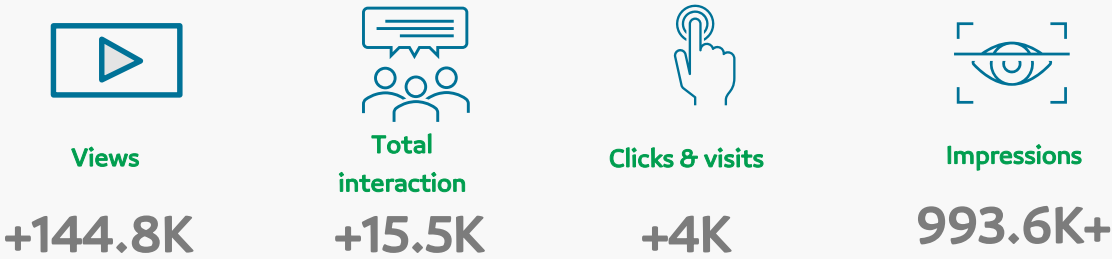 Views
+144.8K
Total
interaction
+15.5K
Clicks & visits
+4K
Impressions
993.6K+